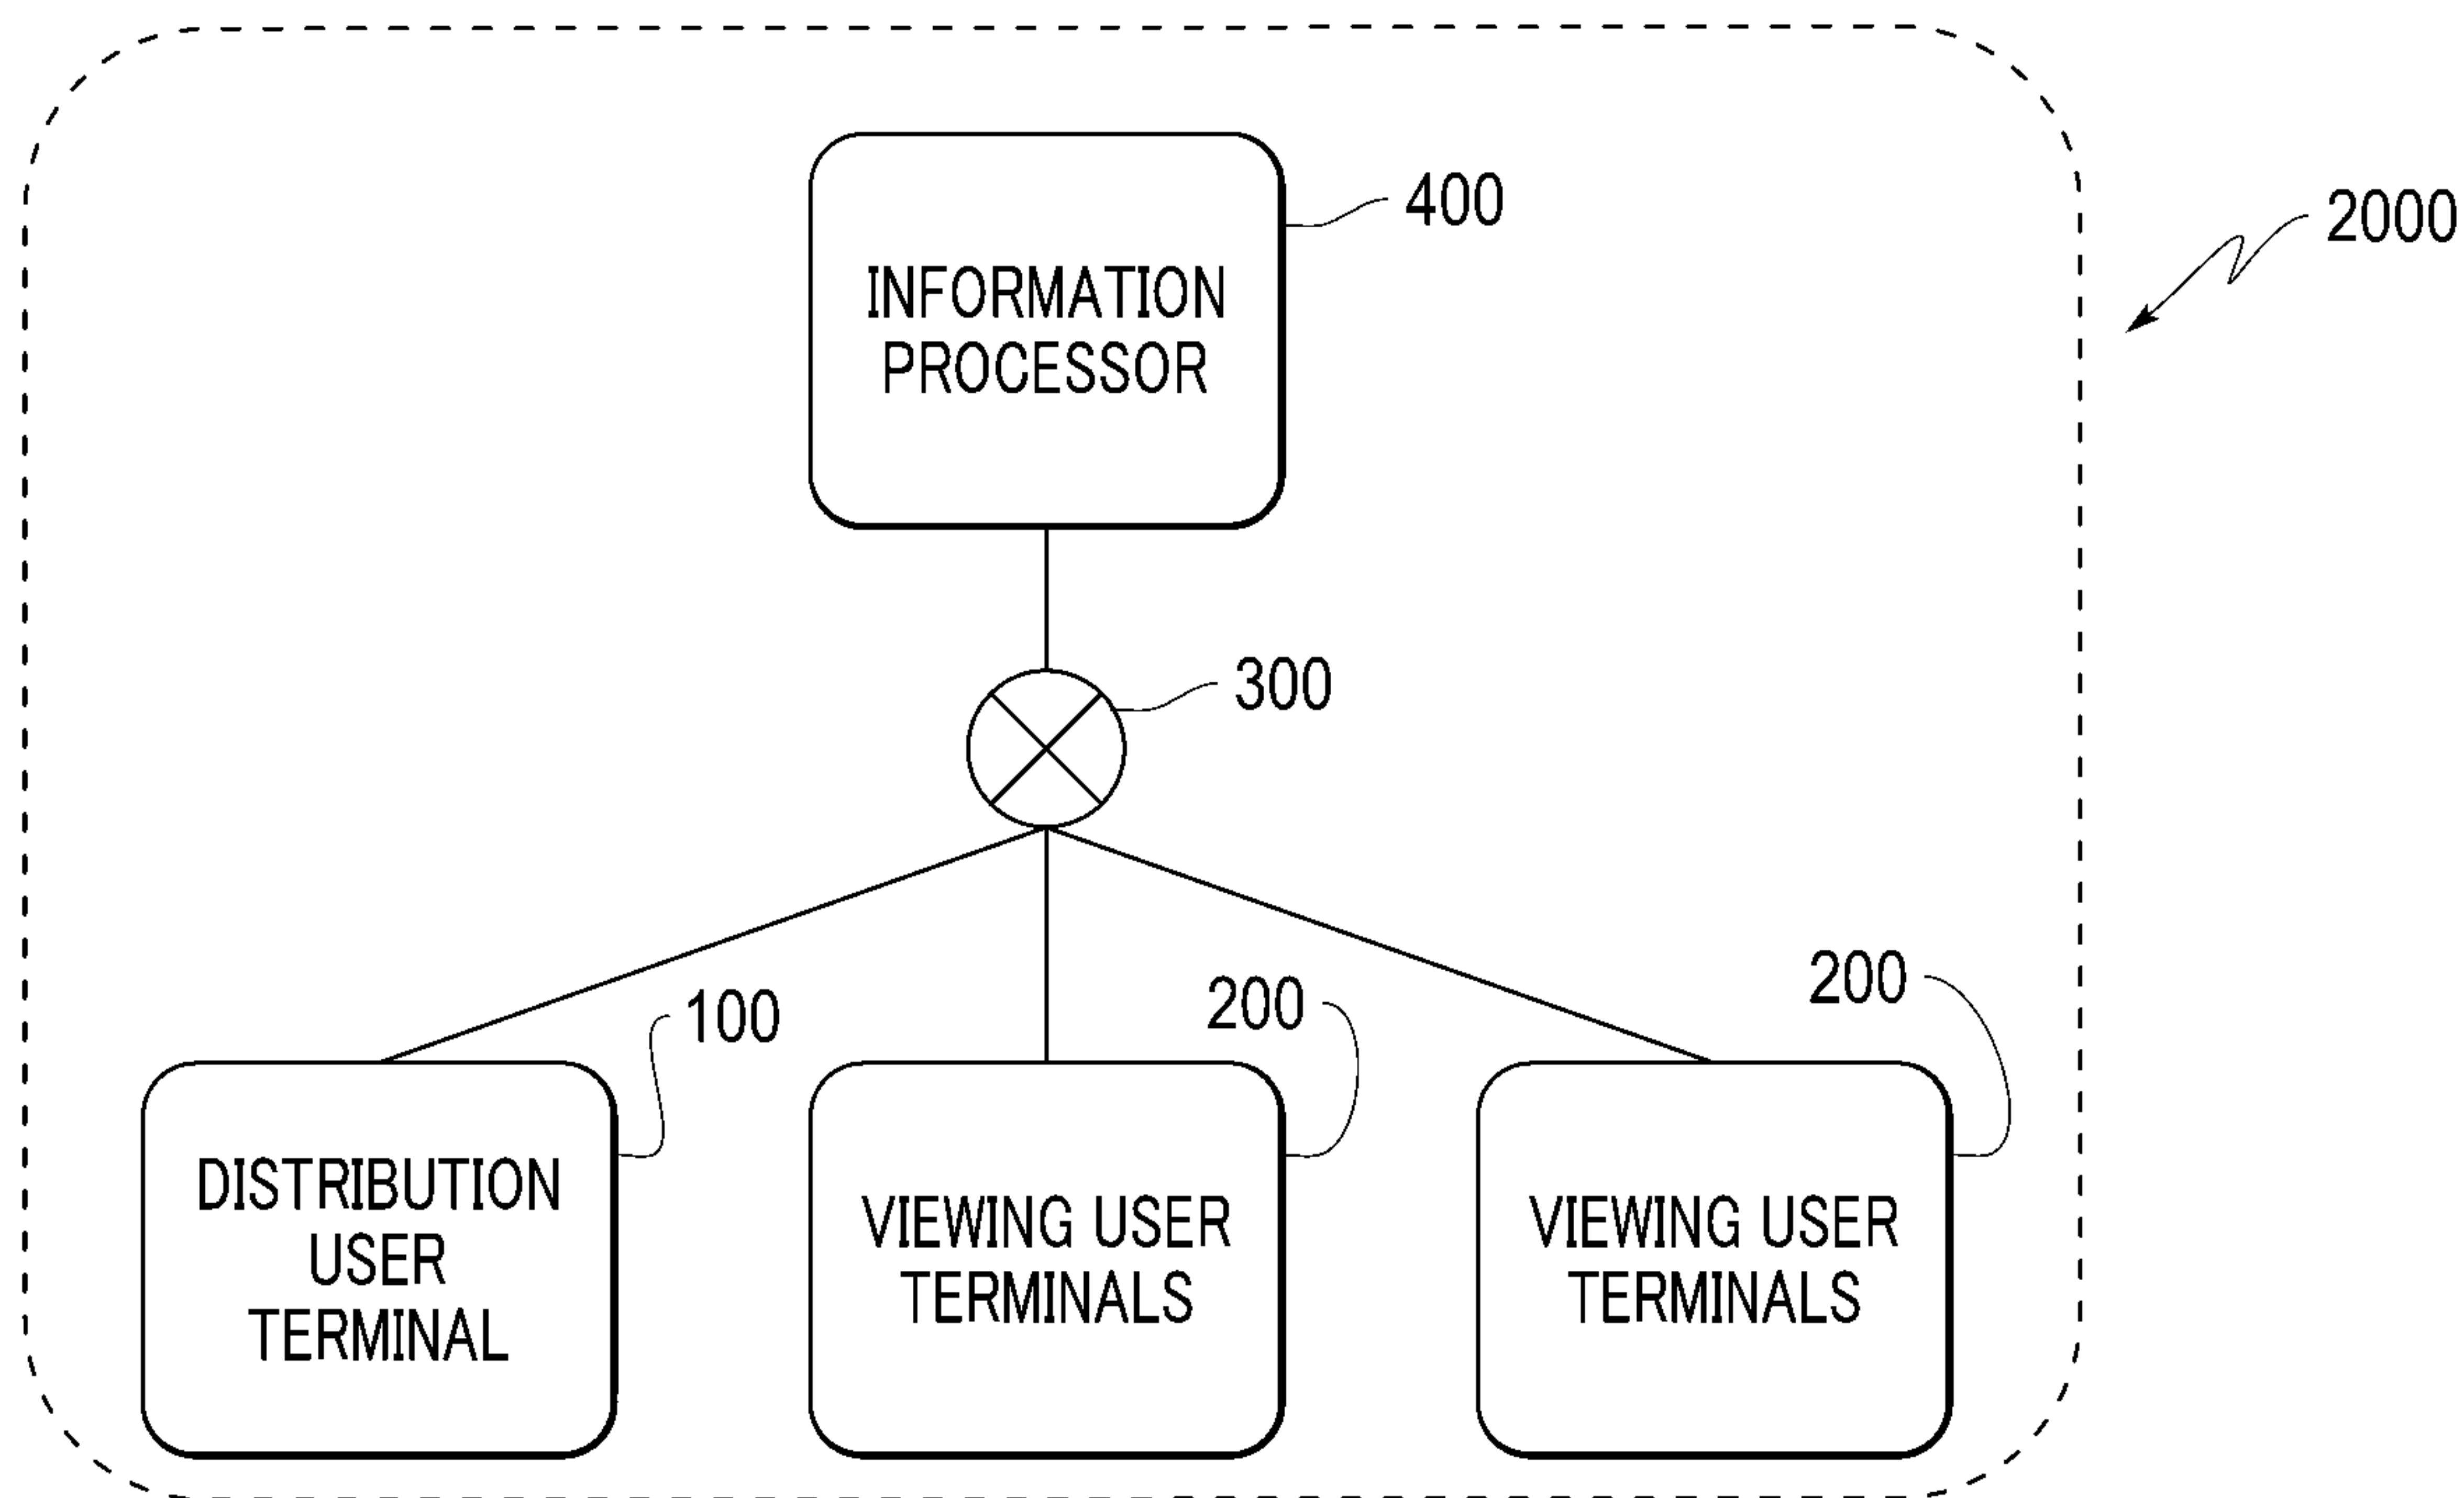 400
2000
INFORMATION
PROCESSOR
300
200
200
100
DISTRIBUTION
USER
TERMINAL
VIEWING USER
TERMINALS
VIEWING USER
TERMINALS